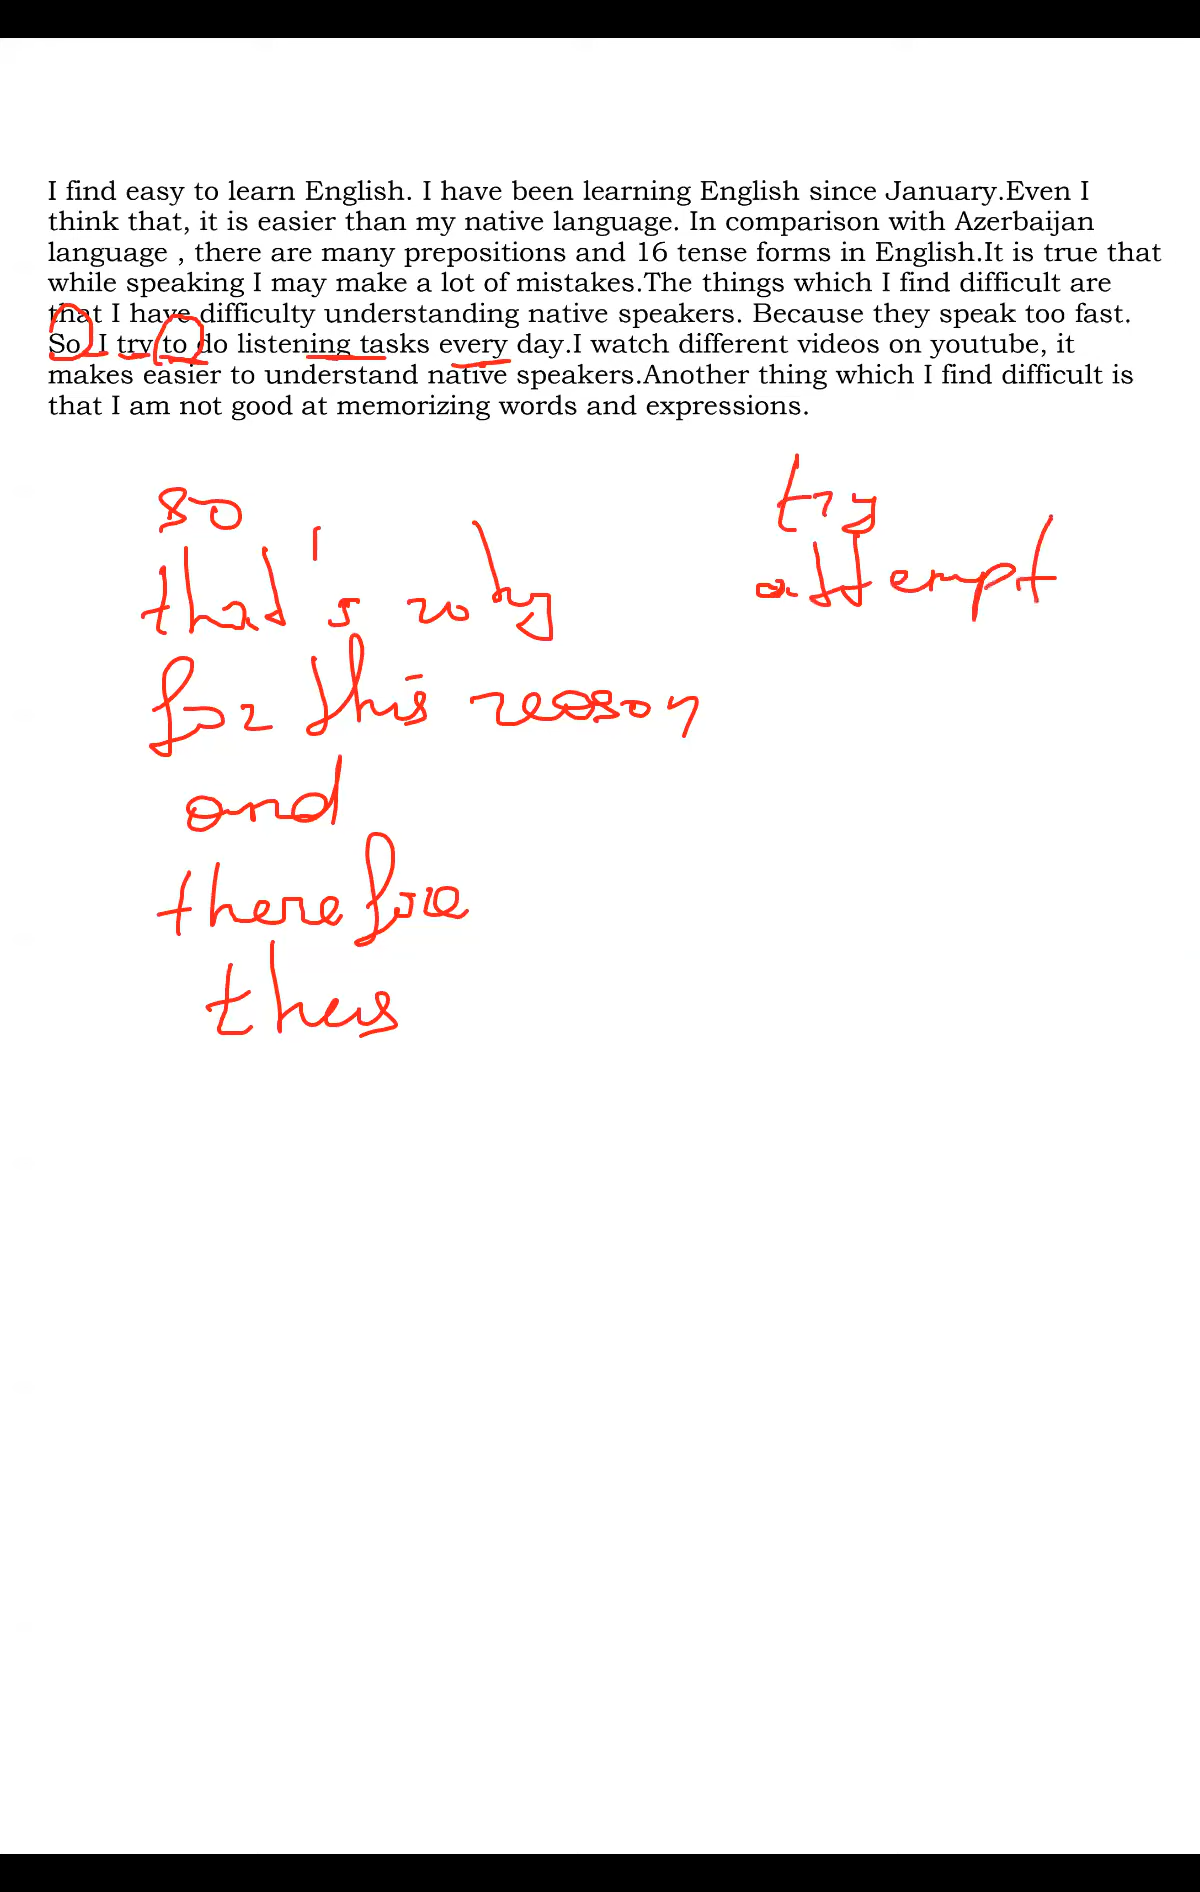 I find easy to learn English. I have been learning English since January.Even I
think that, it is easier than my native language. In comparison with Azerbaijan
language , there are many prepositions and 16 tense forms in English.It is true that
while speaking I may make a lot of mistakes.The things which I find difficult are
that I have difficulty understanding native speakers. Because they speak too fast.
So, I try to do listening tasks every day.I watch different videos on youtube, it
makes easier to understand native speakers.Another thing which I find difficult is
that I am not good at memorizing words and expressions.
so
that's why
for this reason
and
therefore
thus
try
attempt